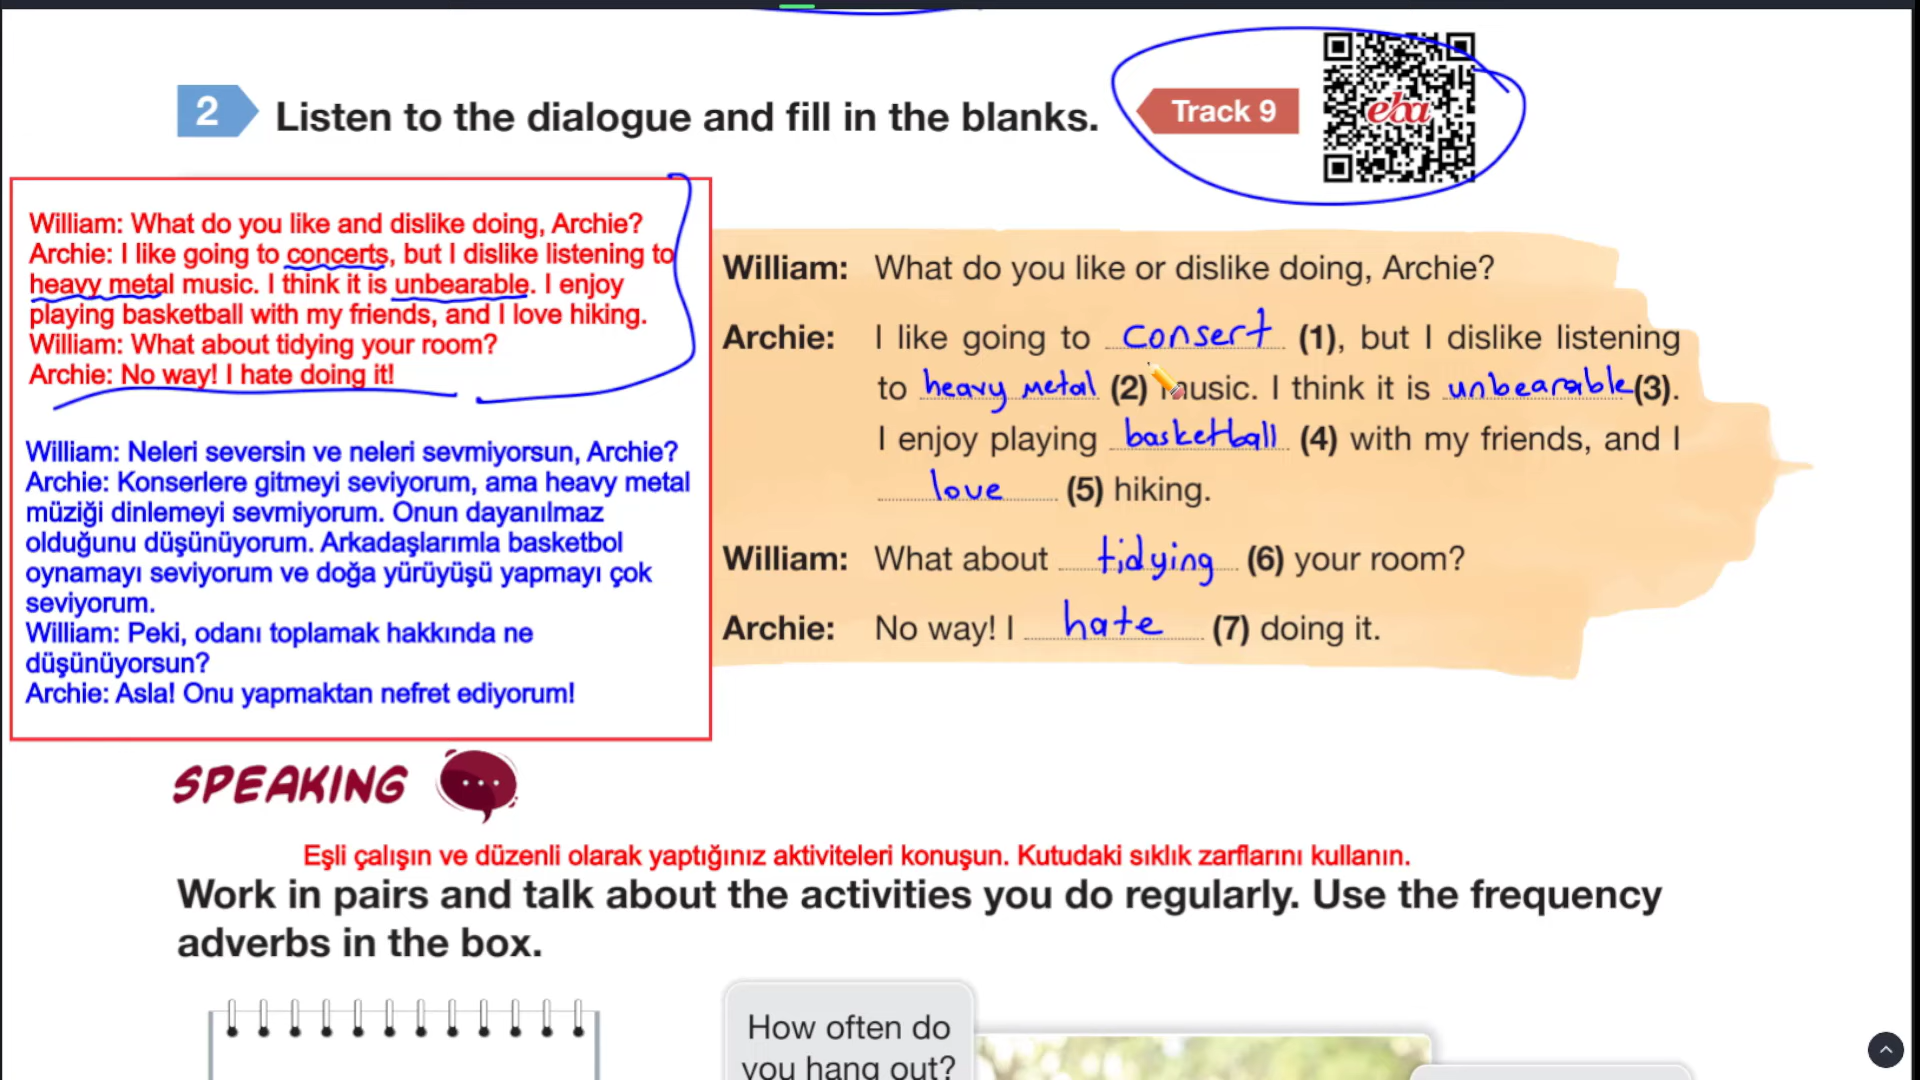 2 Listen to the dialogue and fill in the blanks. Track 9
eba
William: What do you like and dislike doing, Archie?
Archie: I like going to concerts, but I dislike listening to
heavy metal music. I think it is unbearable. I enjoy
playing basketball with my friends, and I love hiking.
William: What about tidying your room?
Archie: No way! I hate doing it!
William: Neleri seversin ve neleri sevmiyorsun, Archie?
Archie: Konserlere gitmeyi seviyorum, ama heavy metal
müziği dinlemeyi sevmiyorum. Onun dayanılmaz
olduğunu düşünüyorum. Arkadaşlarımla basketbol
oynamayı seviyorum ve doğa yürüyüşü yapmayı çok
seviyorum.
William: Peki, odanı toplamak hakkında ne
düşünüyorsun?
Archie: Asla! Onu yapmaktan nefret ediyorum!
William: What do you like or dislike doing, Archie?
Archie: I like going to consert (1), but I dislike listening
to heavy metal (2) music. I think it is unbearable (3).
I enjoy playing basketball (4) with my friends, and I
love (5) hiking.
William: What about tidying (6) your room?
Archie: No way! I hate (7) doing it.
SPEAKING
Eşli çalışın ve düzenli olarak yaptığınız aktiviteleri konuşun. Kutudaki sıklık zarflarını kullanın.
Work in pairs and talk about the activities you do regularly. Use the frequency
adverbs in the box.
How often do
you hang out?